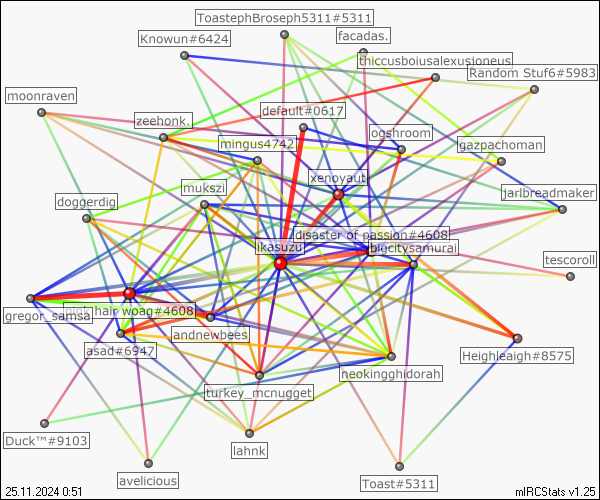 ToastephBroseph5311#5311
facadas.
Knowun#6424
thiccusboiusalexusioneus
Random Stuf6#5983
moonraven
default#0617
zeehonk.
logshroom
mingus4742
gazpachoman
xenoyaut
mukszi
jarlbreadmaker
doggerdig
disaster of passion#4608
ikasuzu
bigcitysamurai
tescoroll
hair woag#4608
gregor_samsa
andnewbees
asad#6947
Heighleaigh#8575
neokingghidorah
turkey_mcnugget
Duck™#9103
lahnk
avelicious
Toast#5311
25.11.2024 0:51
mIRCStats v1.25